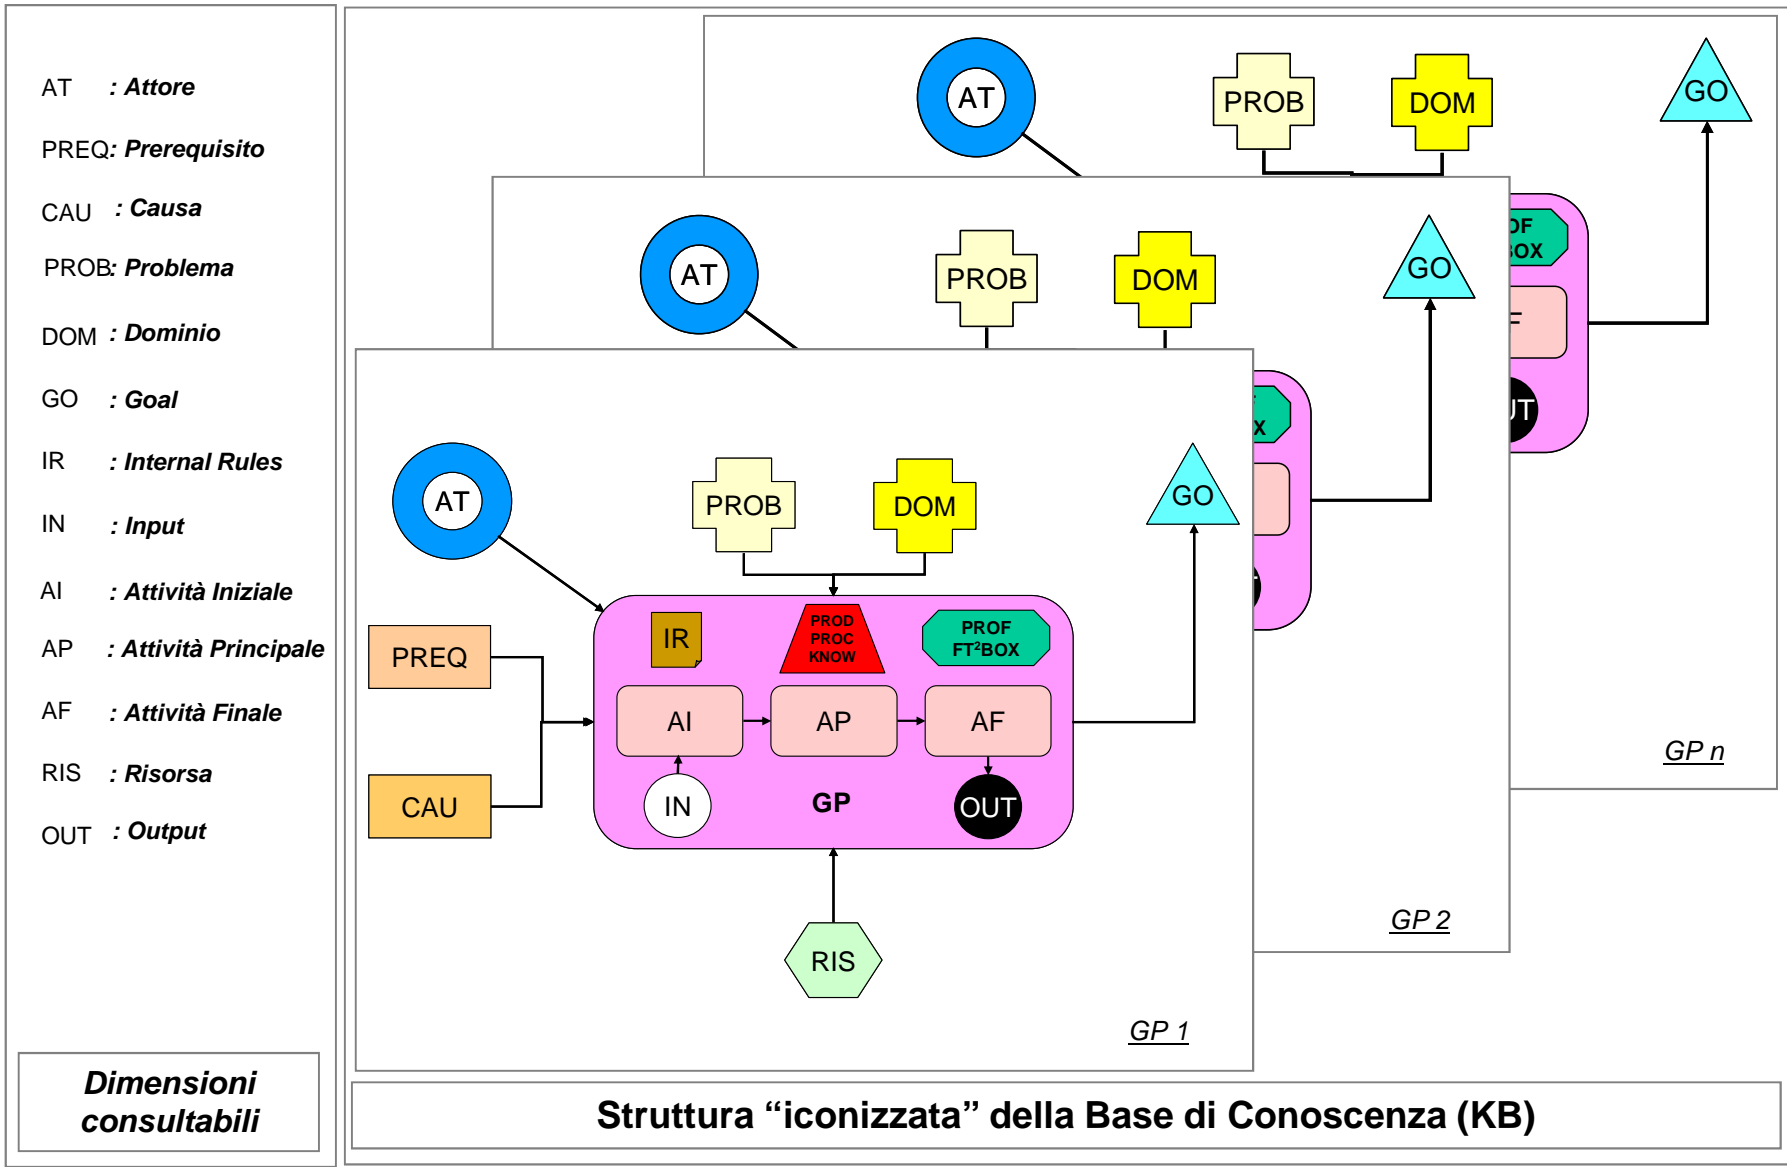 AT : Attore
PREQ: Prerequisito
CAU : Causa
PROB: Problema
DOM : Dominio
GO : Goal
IR : Internal Rules
IN : Input
AI : Attività Iniziale
AP : Attività Principale
AF : Attività Finale
RIS : Risorsa
OUT : Output
Dimensioni
consultabili
AT
PROB
DOM
GO
OF
BOX
F
UT
GP n
AT
PROB
DOM
GO
X
GP 2
AT
PROB
DOM
GO
PREQ
CAU
IR
PROD
PROC
KNOW
PROF
FT²BOX
AI
AP
AF
IN
GP
OUT
RIS
GP 1
Struttura “iconizzata” della Base di Conoscenza (KB)